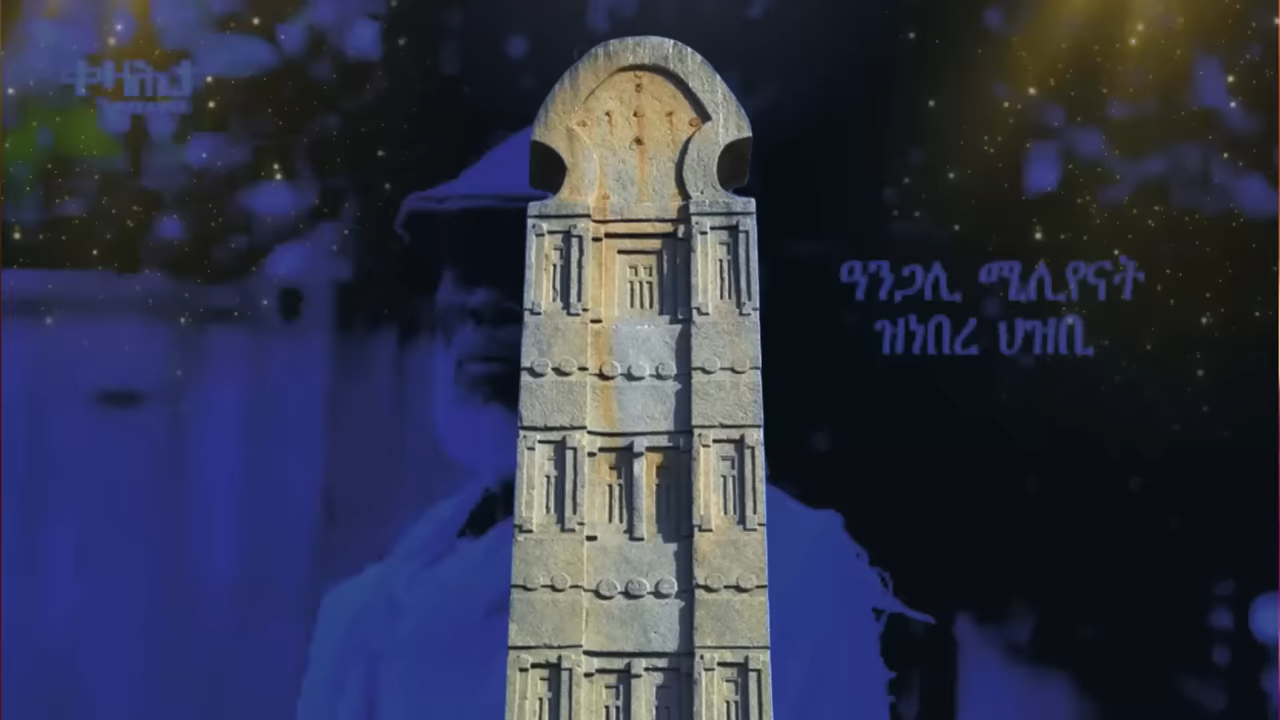 ዓንጋሊ ሚሊየናት
ዝነበረ ህዝቢ